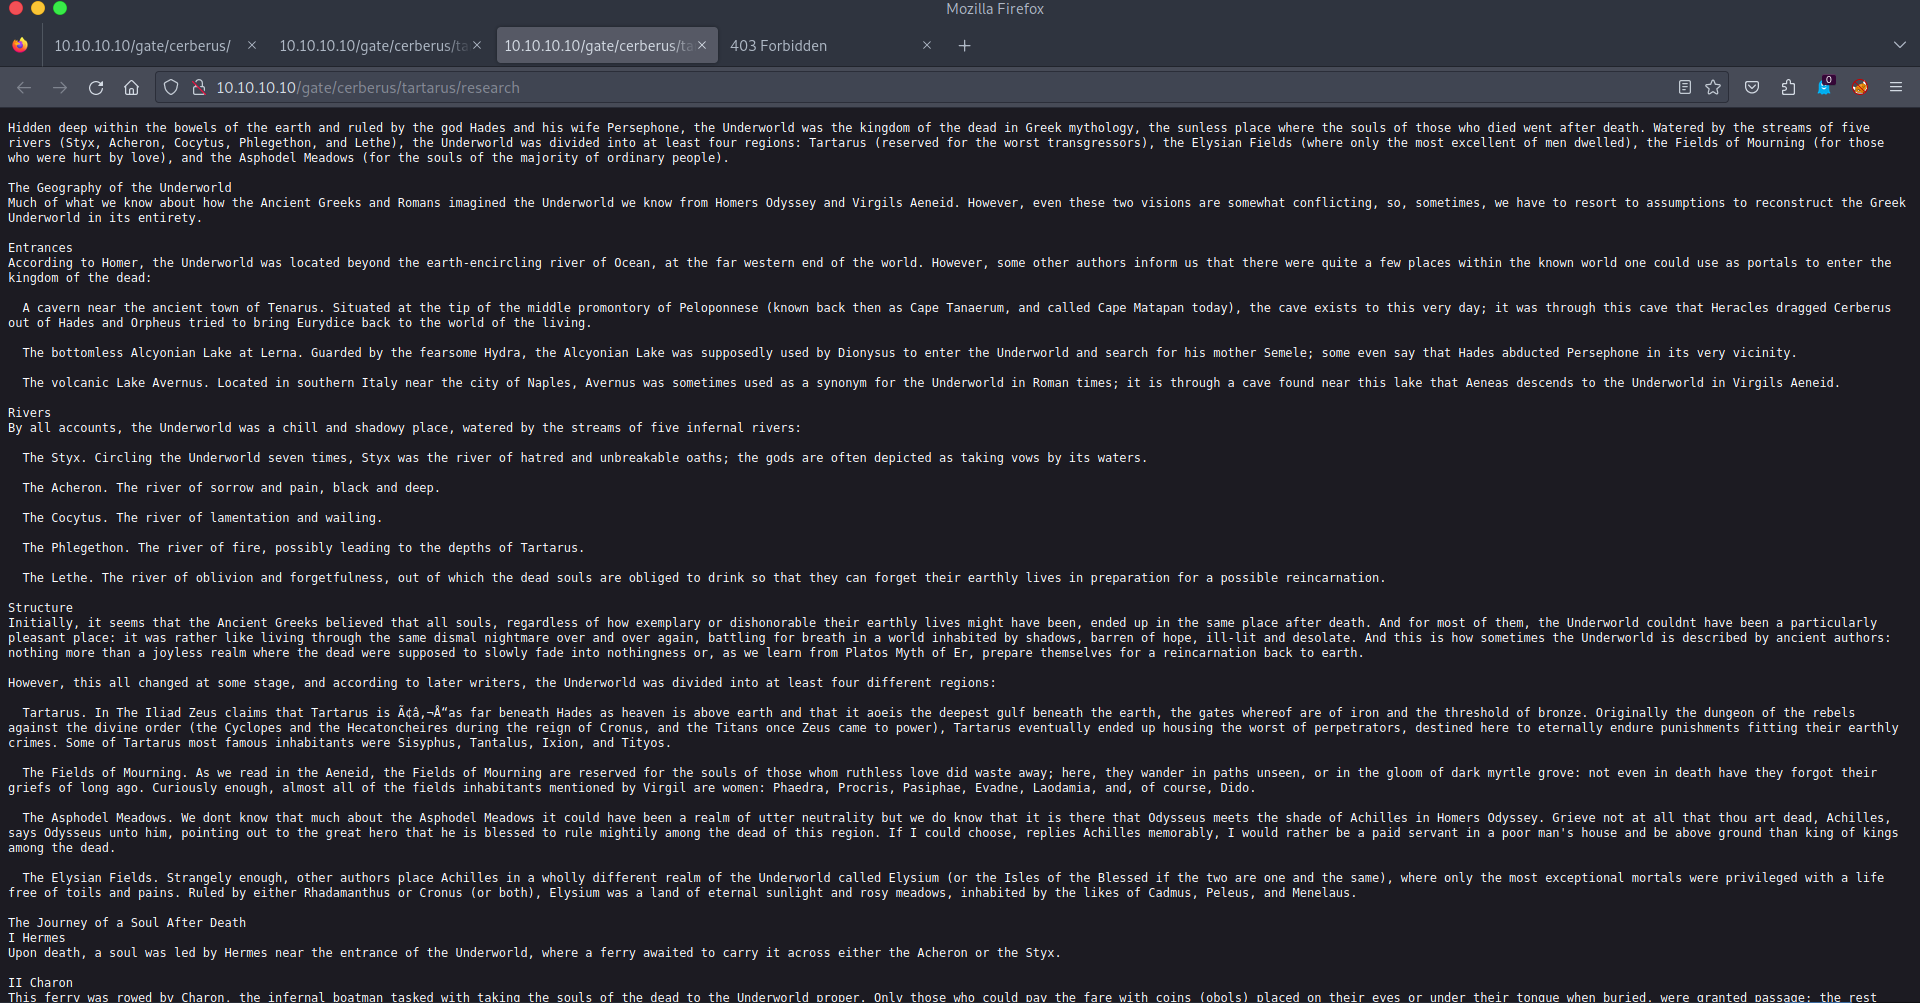 Mozilla Firefox
10.10.10.10/gate/cerberus/
10.10.10.10/gate/cerberus/ta
10.10.10.10/gate/cerberus/ta
403 Forbidden
10.10.10.10/gate/cerberus/tartarus/research
0
Hidden deep within the bowels of the earth and ruled by the god Hades and his wife Persephone, the Underworld was the kingdom of the dead in Greek mythology, the sunless place where the souls of those who died went after death. Watered by the streams of five
rivers (Styx, Acheron, Cocytus, Phlegethon, and Lethe), the Underworld was divided into at least four regions: Tartarus (reserved for the worst transgressors), the Elysian Fields (where only the most excellent of men dwelled), the Fields of Mourning (for those
who were hurt by love), and the Asphodel Meadows (for the souls of the majority of ordinary people).
The Geography of the Underworld
Much of what we know about how the Ancient Greeks and Romans imagined the Underworld we know from Homers Odyssey and Virgils Aeneid. However, even these two visions are somewhat conflicting, so, sometimes, we have to resort to assumptions to reconstruct the Greek
Underworld in its entirety.
Entrances
According to Homer, the Underworld was located beyond the earth-encircling river of Ocean, at the far western end of the world. However, some other authors inform us that there were quite a few places within the known world one could use as portals to enter the
kingdom of the dead:
A cavern near the ancient town of Tenarus. Situated at the tip of the middle promontory of Peloponnese (known back then as Cape Tanaerum, and called Cape Matapan today), the cave exists to this very day; it was through this cave that Heracles dragged Cerberus
out of Hades and Orpheus tried to bring Eurydice back to the world of the living.
The bottomless Alcyonian Lake at Lerna. Guarded by the fearsome Hydra, the Alcyonian Lake was supposedly used by Dionysus to enter the Underworld and search for his mother Semele; some even say that Hades abducted Persephone in its very vicinity.
The volcanic Lake Avernus. Located in southern Italy near the city of Naples, Avernus was sometimes used as a synonym for the Underworld in Roman times; it is through a cave found near this lake that Aeneas descends to the Underworld in Virgils Aeneid.
Rivers
By all accounts, the Underworld was a chill and shadowy place, watered by the streams of five infernal rivers:
The Styx. Circling the Underworld seven times, Styx was the river of hatred and unbreakable oaths; the gods are often depicted as taking vows by its waters.
The Acheron. The river of sorrow and pain, black and deep.
The Cocytus. The river of lamentation and wailing.
The Phlegethon. The river of fire, possibly leading to the depths of Tartarus.
The Lethe. The river of oblivion and forgetfulness, out of which the dead souls are obliged to drink so that they can forget their earthly lives in preparation for a possible reincarnation.
Structure
Initially, it seems that the Ancient Greeks believed that all souls, regardless of how exemplary or dishonorable their earthly lives might have been, ended up in the same place after death. And for most of them, the Underworld couldnt have been a particularly
pleasant place: it was rather like living through the same dismal nightmare over and over again, battling for breath in a world inhabited by shadows, barren of hope, ill-lit and desolate. And this is how sometimes the Underworld is described by ancient authors:
nothing more than a joyless realm where the dead were supposed to slowly fade into nothingness or, as we learn from Platos Myth of Er, prepare themselves for a reincarnation back to earth.
However, this all changed at some stage, and according to later writers, the Underworld was divided into at least four different regions:
Tartarus. In The Iliad Zeus claims that Tartarus is Ã¢â‚¬Å“as far beneath Hades as heaven is above earth and that it aoeis the deepest gulf beneath the earth, the gates whereof are of iron and the threshold of bronze. Originally the dungeon of the rebels
against the divine order (the Cyclopes and the Hecatoncheires during the reign of Cronus, and the Titans once Zeus came to power), Tartarus eventually ended up housing the worst of perpetrators, destined here to eternally endure punishments fitting their earthly
crimes. Some of Tartarus most famous inhabitants were Sisyphus, Tantalus, Ixion, and Tityos.
The Fields of Mourning. As we read in the Aeneid, the Fields of Mourning are reserved for the souls of those whom ruthless love did waste away; here, they wander in paths unseen, or in the gloom of dark myrtle grove: not even in death have they forgot their
griefs of long ago. Curiously enough, almost all of the fields inhabitants mentioned by Virgil are women: Phaedra, Procris, Pasiphae, Evadne, Laodamia, and, of course, Dido.
The Asphodel Meadows. We dont know that much about the Asphodel Meadows it could have been a realm of utter neutrality but we do know that it is there that Odysseus meets the shade of Achilles in Homers Odyssey. Grieve not at all that thou art dead, Achilles,
says Odysseus unto him, pointing out to the great hero that he is blessed to rule mightily among the dead of this region. If I could choose, replies Achilles memorably, I would rather be a paid servant in a poor man's house and be above ground than king of kings
among the dead.
The Elysian Fields. Strangely enough, other authors place Achilles in a wholly different realm of the Underworld called Elysium (or the Isles of the Blessed if the two are one and the same), where only the most exceptional mortals were privileged with a life
free of toils and pains. Ruled by either Rhadamanthus or Cronus (or both), Elysium was a land of eternal sunlight and rosy meadows, inhabited by the likes of Cadmus, Peleus, and Menelaus.
The Journey of a Soul After Death
I Hermes
Upon death, a soul was led by Hermes near the entrance of the Underworld, where a ferry awaited to carry it across either the Acheron or the Styx.
II Charon
This ferry was rowed by Charon, the infernal boatman tasked with taking the souls of the dead to the Underworld proper. Only those who could pay the fare with coins (obols) placed on their eyes or under their tongue when buried, were granted passage; the rest